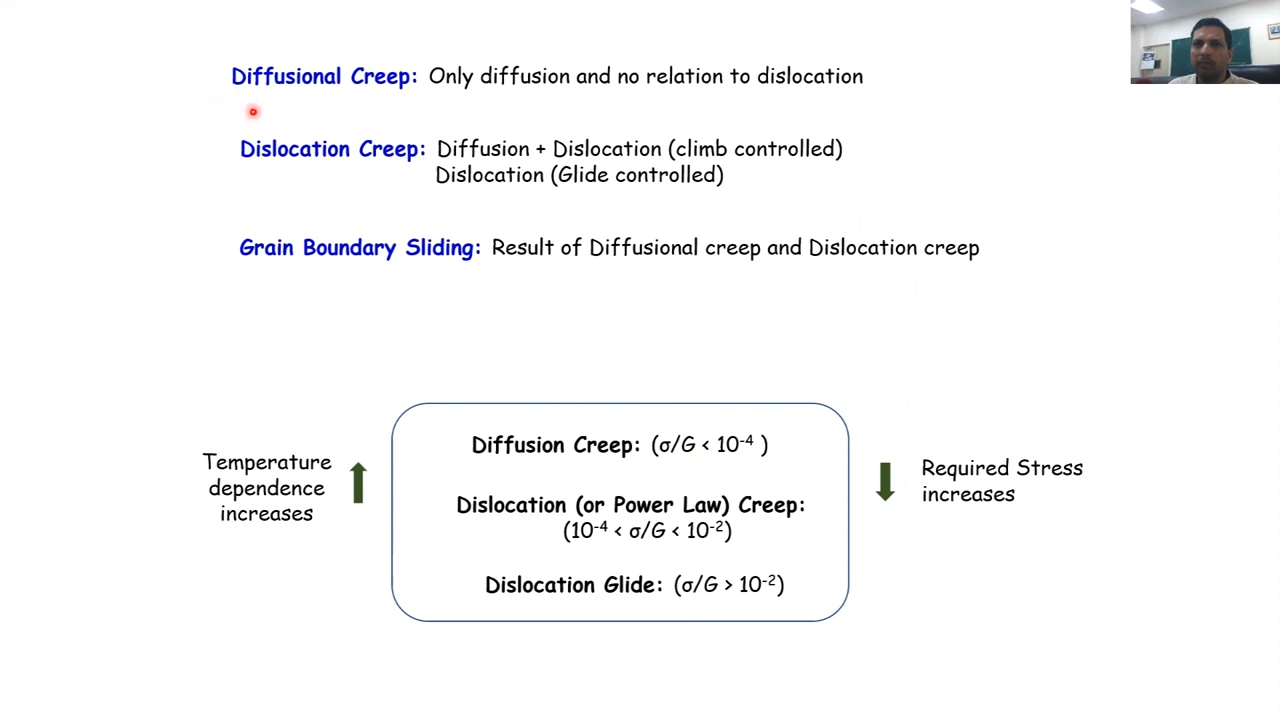 Diffusional Creep: Only diffusion and no relation to dislocation
Dislocation Creep: Diffusion + Dislocation (climb controlled)
Dislocation (Glide controlled)
Grain Boundary Sliding: Result of Diffusional creep and Dislocation creep
Temperature
dependence
increases
Diffusion Creep: (σ/G < 10⁻⁴ )
Dislocation (or Power Law) Creep:
(10⁻⁴ < σ/G < 10⁻²)
Dislocation Glide: (σ/G > 10⁻²)
Required Stress
increases